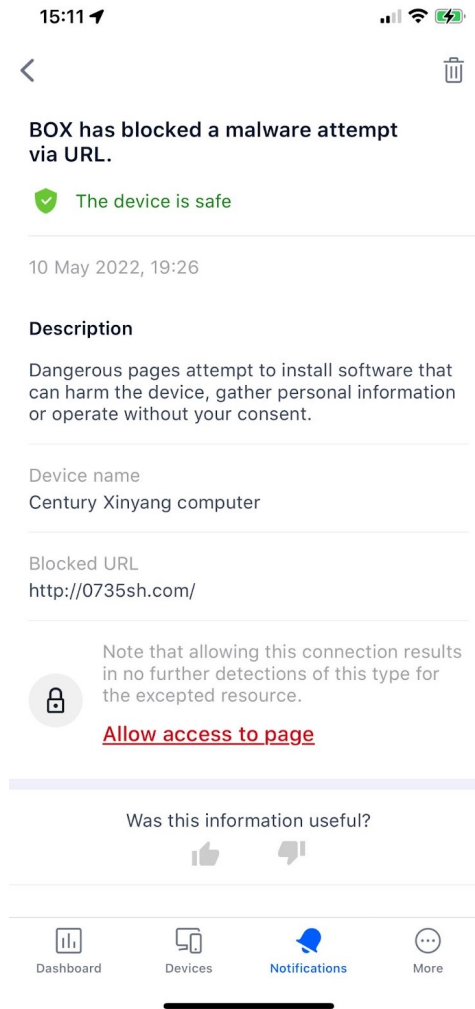 15:11
BOX has blocked a malware attempt
via URL.
The device is safe
10 May 2022, 19:26
Description
Dangerous pages attempt to install software that
can harm the device, gather personal information
or operate without your consent.
Device name
Century Xinyang computer
Blocked URL
http://0735sh.com/
Note that allowing this connection results
in no further detections of this type for
the excepted resource.
Allow access to page
Was this information useful?
Dashboard
Devices
Notifications
More